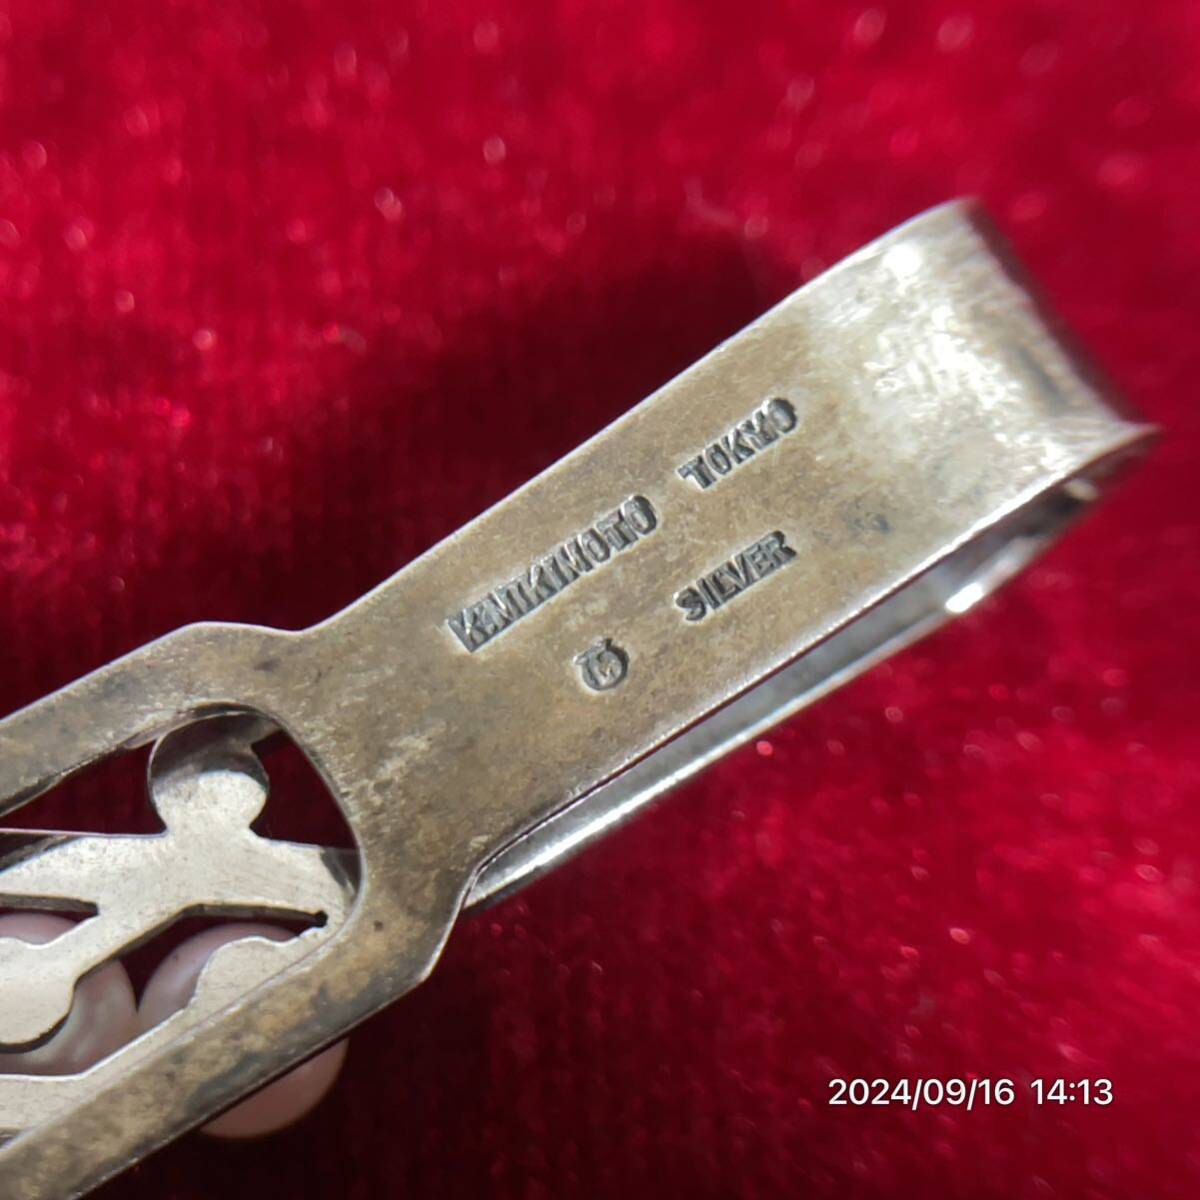 K.MIKIMOTO TOKYO
M SILVER
2024/09/16 14:13